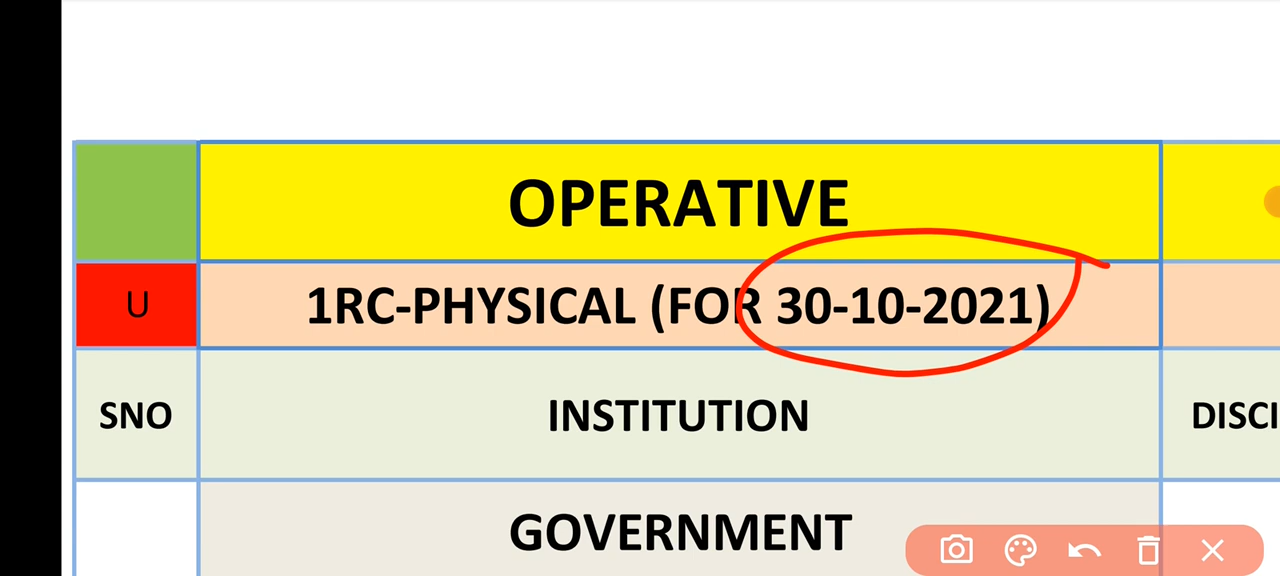 OPERATIVE
U 1RC-PHYSICAL (FOR 30-10-2021)
SNO INSTITUTION DISCI
GOVERNMENT